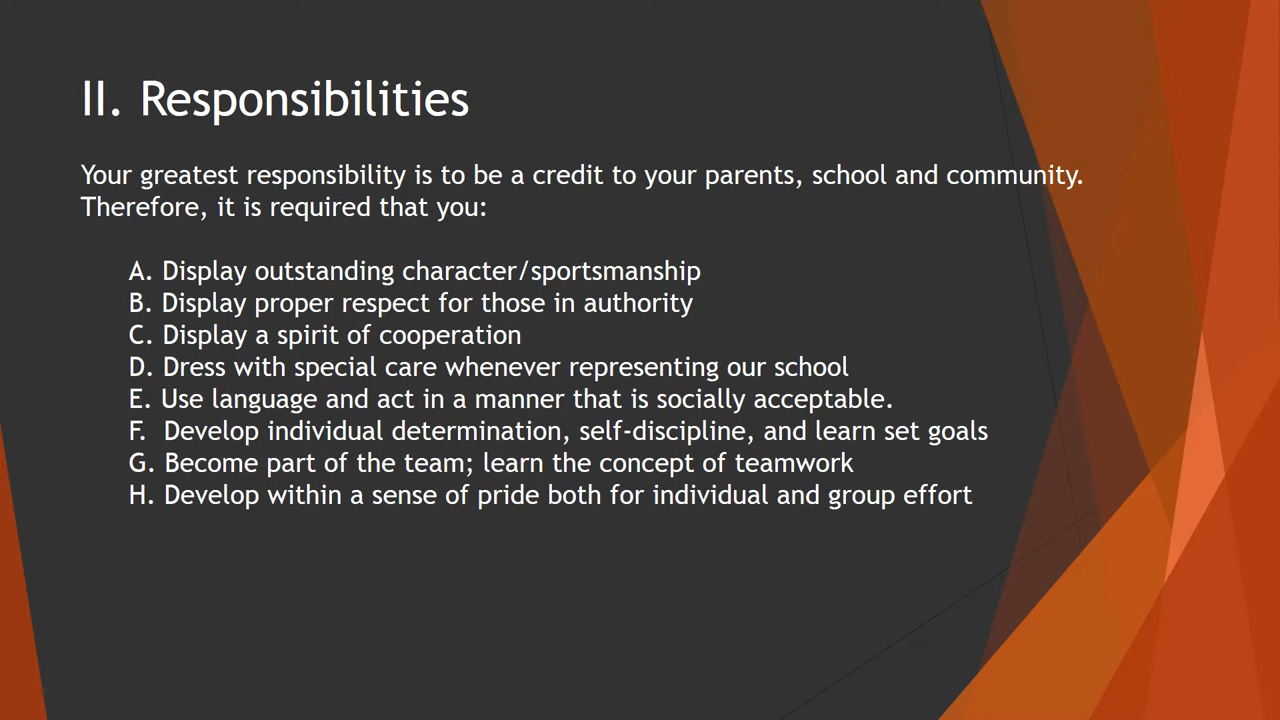 II. Responsibilities
Your greatest responsibility is to be a credit to your parents, school and community.
Therefore, it is required that you:
A. Display outstanding character/sportsmanship
B. Display proper respect for those in authority
C. Display a spirit of cooperation
D. Dress with special care whenever representing our school
E. Use language and act in a manner that is socially acceptable.
F.  Develop individual determination, self-discipline, and learn set goals
G. Become part of the team; learn the concept of teamwork
H. Develop within a sense of pride both for individual and group effort